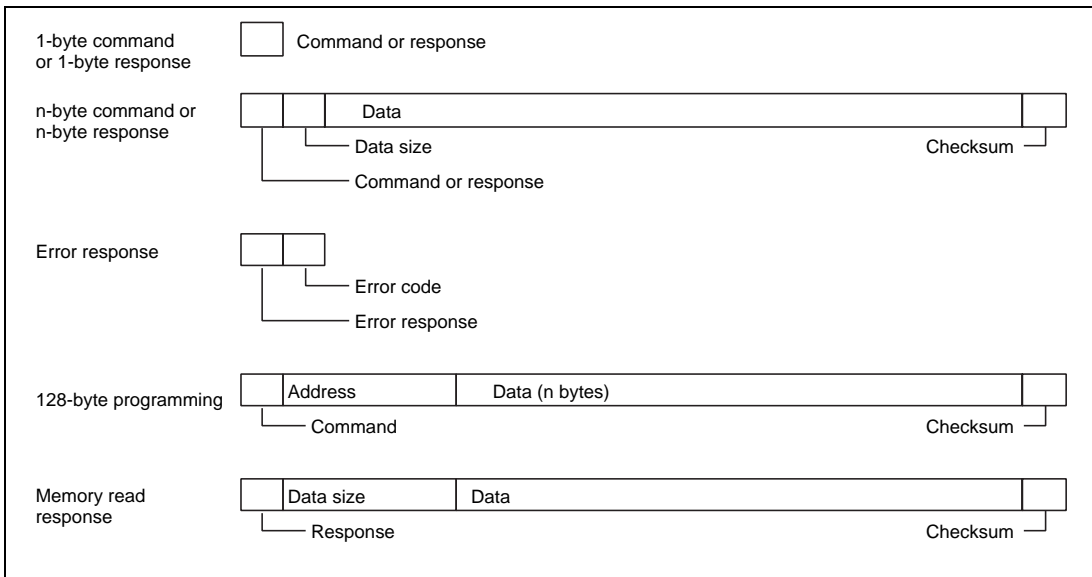 1-byte command
or 1-byte response
Command or response
n-byte command or
n-byte response
Data
Data size
Checksum
Command or response
Error response
Error code
Error response
128-byte programming
Address
Data (n bytes)
Command
Checksum
Memory read
response
Data size
Data
Response
Checksum